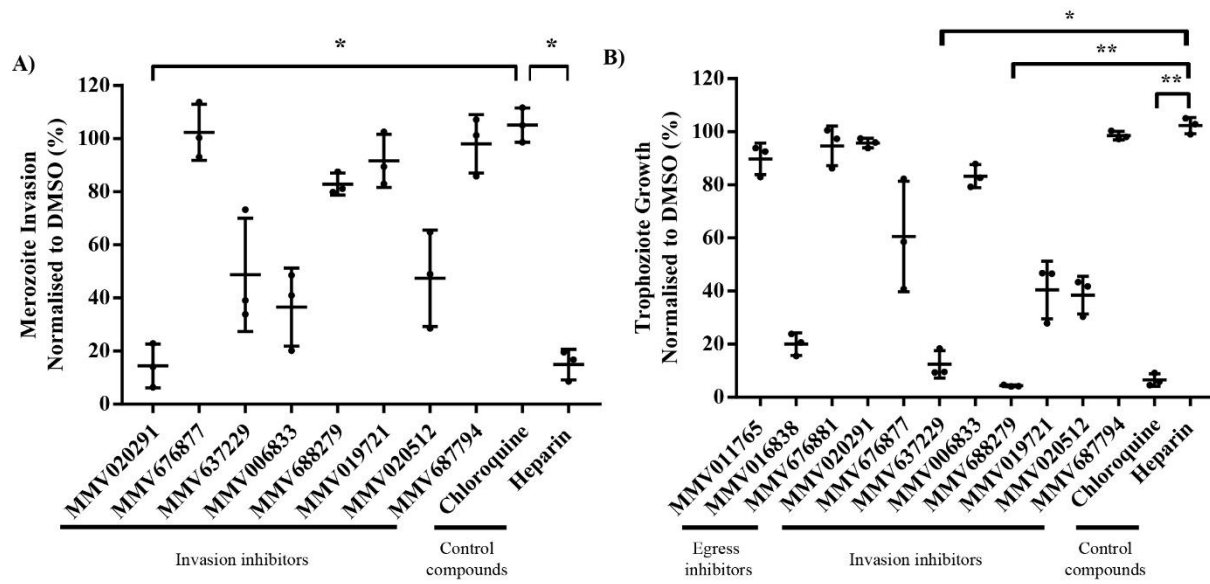 A)
*
*
Merozoite Invasion
Normalised to DMSO (%)
120
100
80
60
40
20
0
MMV020291
MMV676877
MMV637229
MMV006833
MMV688279
MMV019721
MMV020512
MMV687794
Chloroquine
Heparin
Invasion inhibitors
Control
compounds
B)
*
**
**
Trophoziote Growth
Normalised to DMSO (%)
120
100
80
60
40
20
0
MMV011765
MMV016838
MMV676881
MMV020291
MMV676877
MMV637229
MMV006833
MMV688279
MMV019721
MMV020512
MMV687794
Chloroquine
Heparin
Egress
inhibitors
Invasion inhibitors
Control
compounds